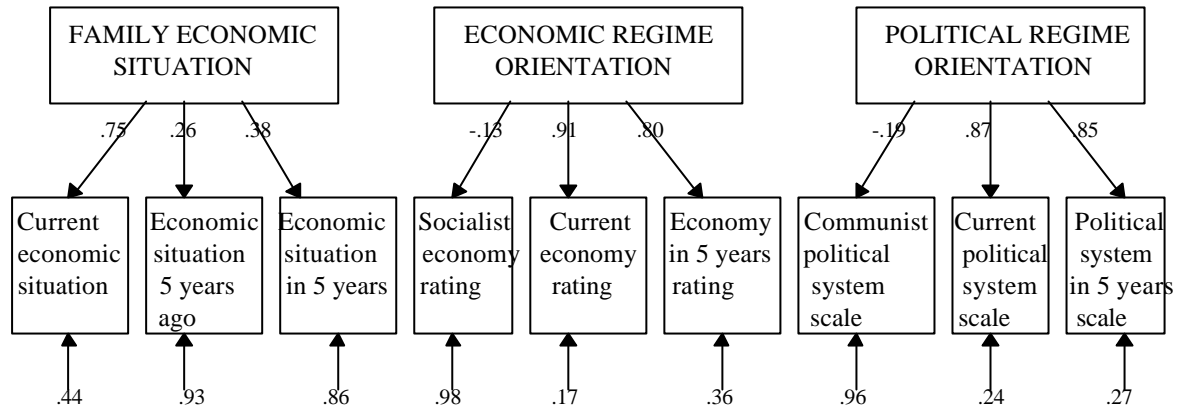 FAMILY ECONOMIC
SITUATION
ECONOMIC REGIME
ORIENTATION
POLITICAL REGIME
ORIENTATION
.75
.26
.38
-.13
.91
.80
-.19
.87
.85
Current
economic
situation
Economic
situation
5 years
ago
Economic
situation
in 5 years
Socialist
economy
rating
Current
economy
rating
Economy
in 5 years
rating
Communist
political
system
scale
Current
political
system
scale
Political
system
in 5 years
scale
.44
.93
.86
.98
.17
.36
.96
.24
.27